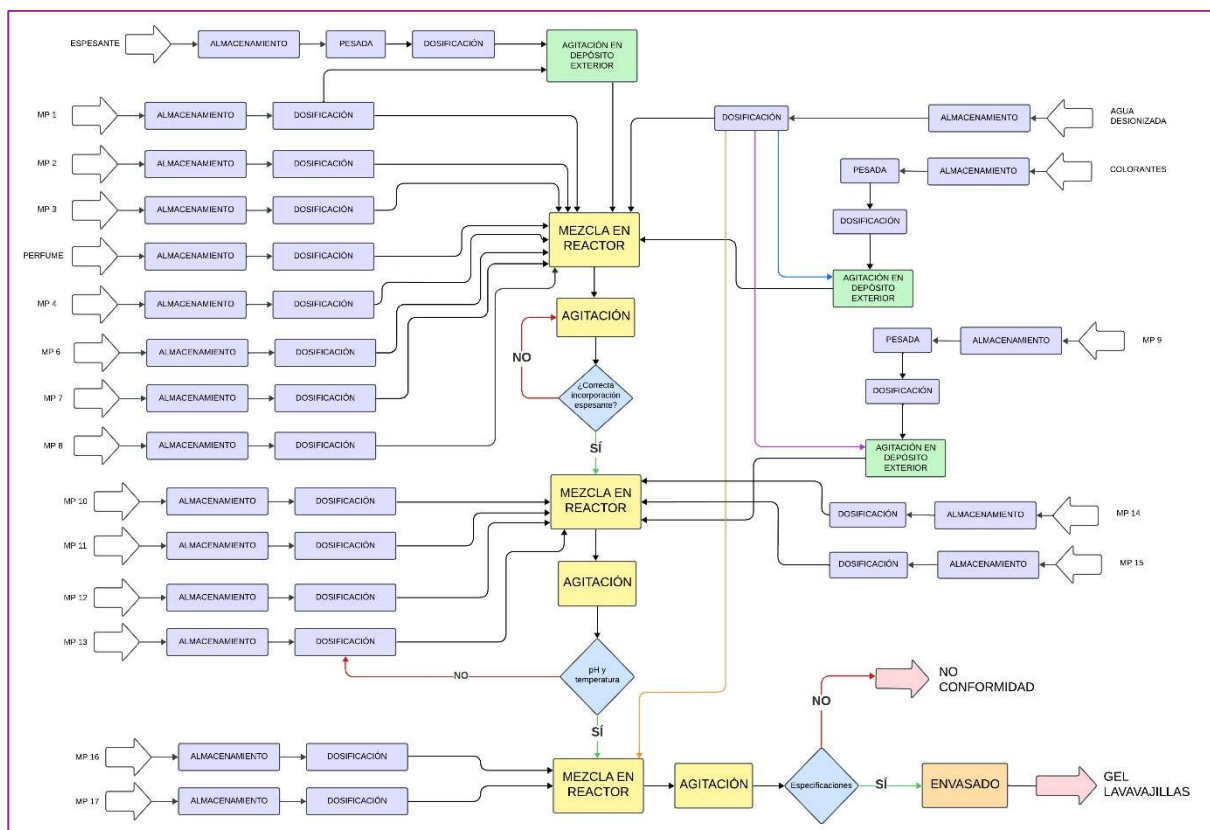 ESPESANTE
ALMACENAMIENTO
PESADA
DOSIFICACIÓN
AGITACIÓN EN
DEPÓSITO
EXTERIOR
MP 1
ALMACENAMIENTO
DOSIFICACIÓN
DOSIFICACIÓN
ALMACENAMIENTO
AGUA
DESIONIZADA
MP 2
ALMACENAMIENTO
DOSIFICACIÓN
PESADA
ALMACENAMIENTO
COLORANTES
MP 3
ALMACENAMIENTO
DOSIFICACIÓN
DOSIFICACIÓN
MEZCLA EN
REACTOR
PERFUME
ALMACENAMIENTO
DOSIFICACIÓN
AGITACIÓN EN
DEPÓSITO
EXTERIOR
MP 4
ALMACENAMIENTO
DOSIFICACIÓN
AGITACIÓN
MP 6
ALMACENAMIENTO
DOSIFICACIÓN
NO
PESADA
ALMACENAMIENTO
MP 9
MP 7
ALMACENAMIENTO
DOSIFICACIÓN
¿Correcta
incorporación
espesante?
DOSIFICACIÓN
MP 8
ALMACENAMIENTO
DOSIFICACIÓN
SÍ
AGITACIÓN EN
DEPÓSITO
EXTERIOR
MP 10
ALMACENAMIENTO
DOSIFICACIÓN
MEZCLA EN
REACTOR
DOSIFICACIÓN
ALMACENAMIENTO
MP 14
MP 11
ALMACENAMIENTO
DOSIFICACIÓN
DOSIFICACIÓN
ALMACENAMIENTO
MP 15
AGITACIÓN
MP 12
ALMACENAMIENTO
DOSIFICACIÓN
MP 13
ALMACENAMIENTO
DOSIFICACIÓN
NO
pH y
temperatura
NO
CONFORMIDAD
NO
SÍ
MP 16
ALMACENAMIENTO
DOSIFICACIÓN
MEZCLA EN
REACTOR
AGITACIÓN
Especificaciones
SÍ
ENVASADO
GEL
LAVAVAJILLAS
MP 17
ALMACENAMIENTO
DOSIFICACIÓN